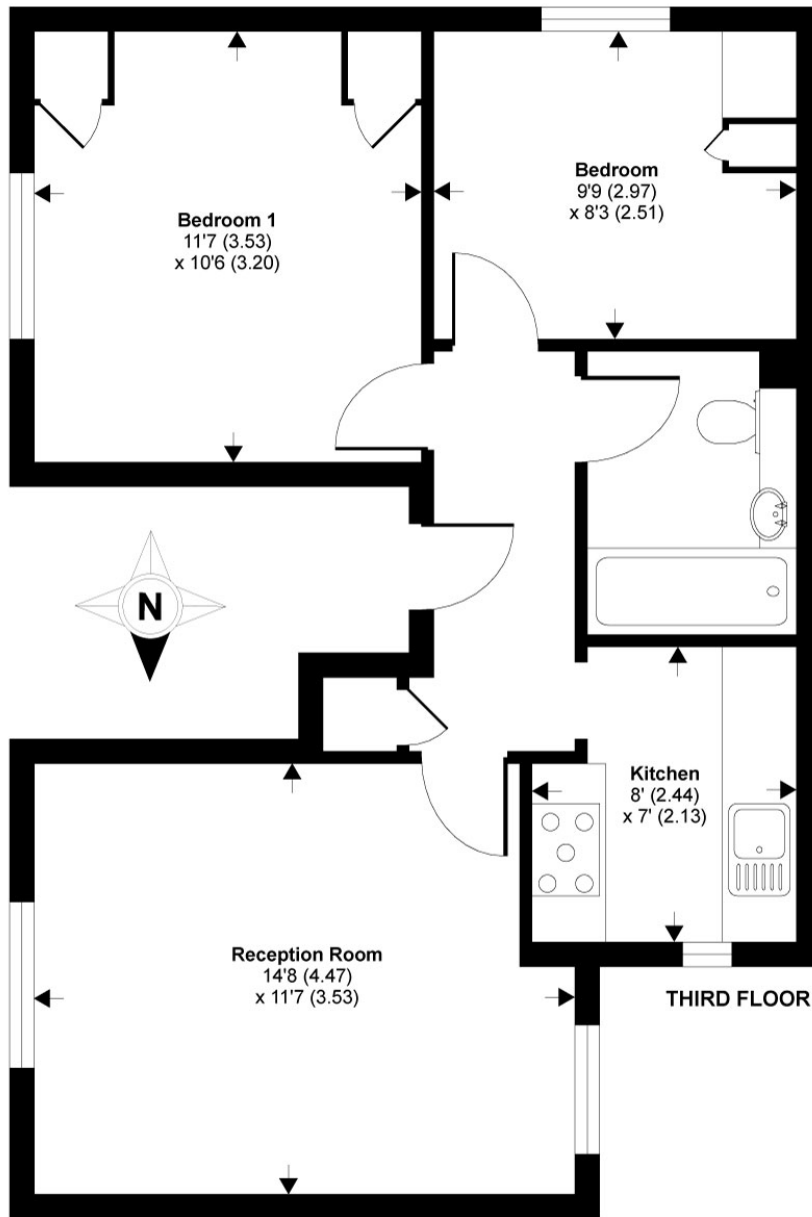 Bedroom 1
11'7 (3.53)
x 10'6 (3.20)
Bedroom
9'9 (2.97)
x 8'3 (2.51)
N
Kitchen
8' (2.44)
x 7' (2.13)
Reception Room
14'8 (4.47)
x 11'7 (3.53)
THIRD FLOOR